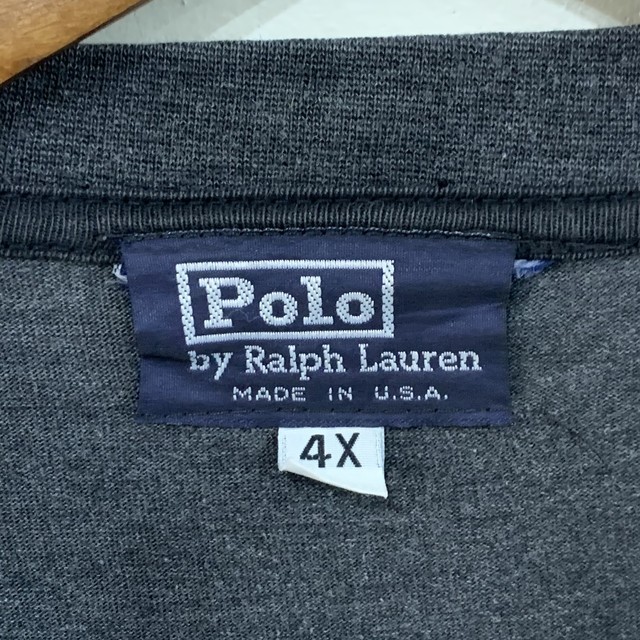 Polo
by Ralph Lauren
MADE IN U.S.A.
4X